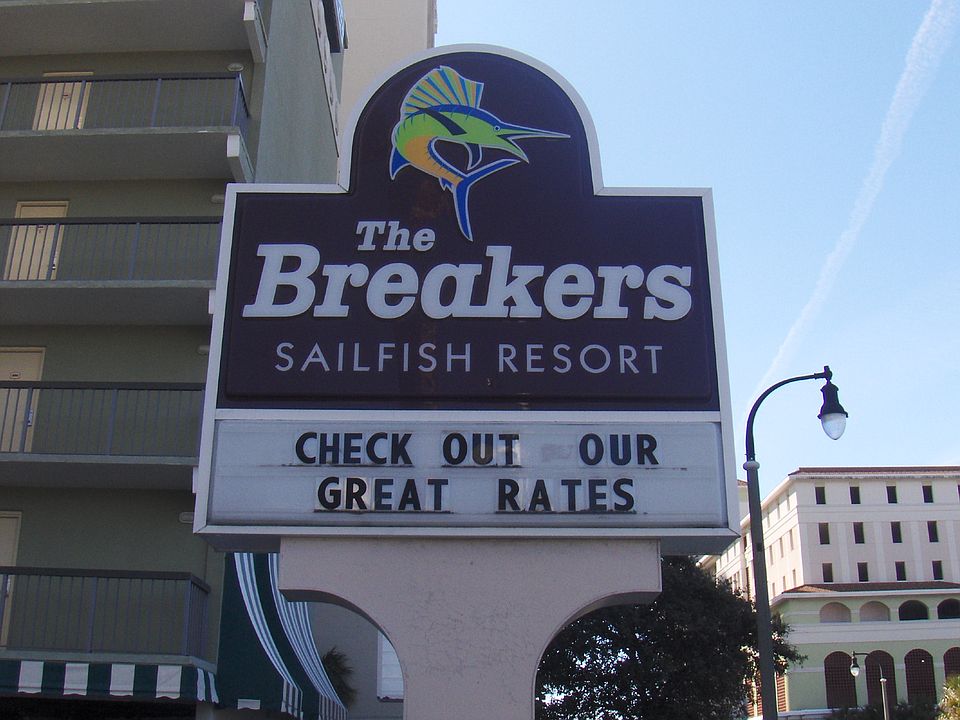 The
Breakers
SAILFISH RESORT
CHECK OUT OUR
GREAT RATES